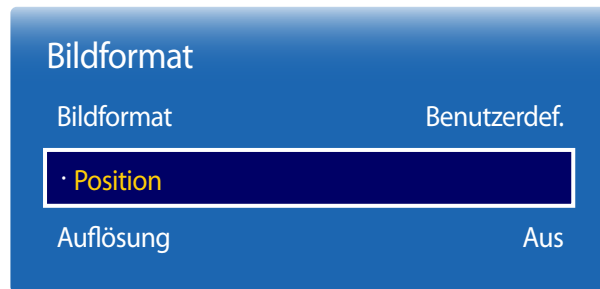 Bildformat
Bildformat Benutzerdef.
· Position
Auflösung Aus